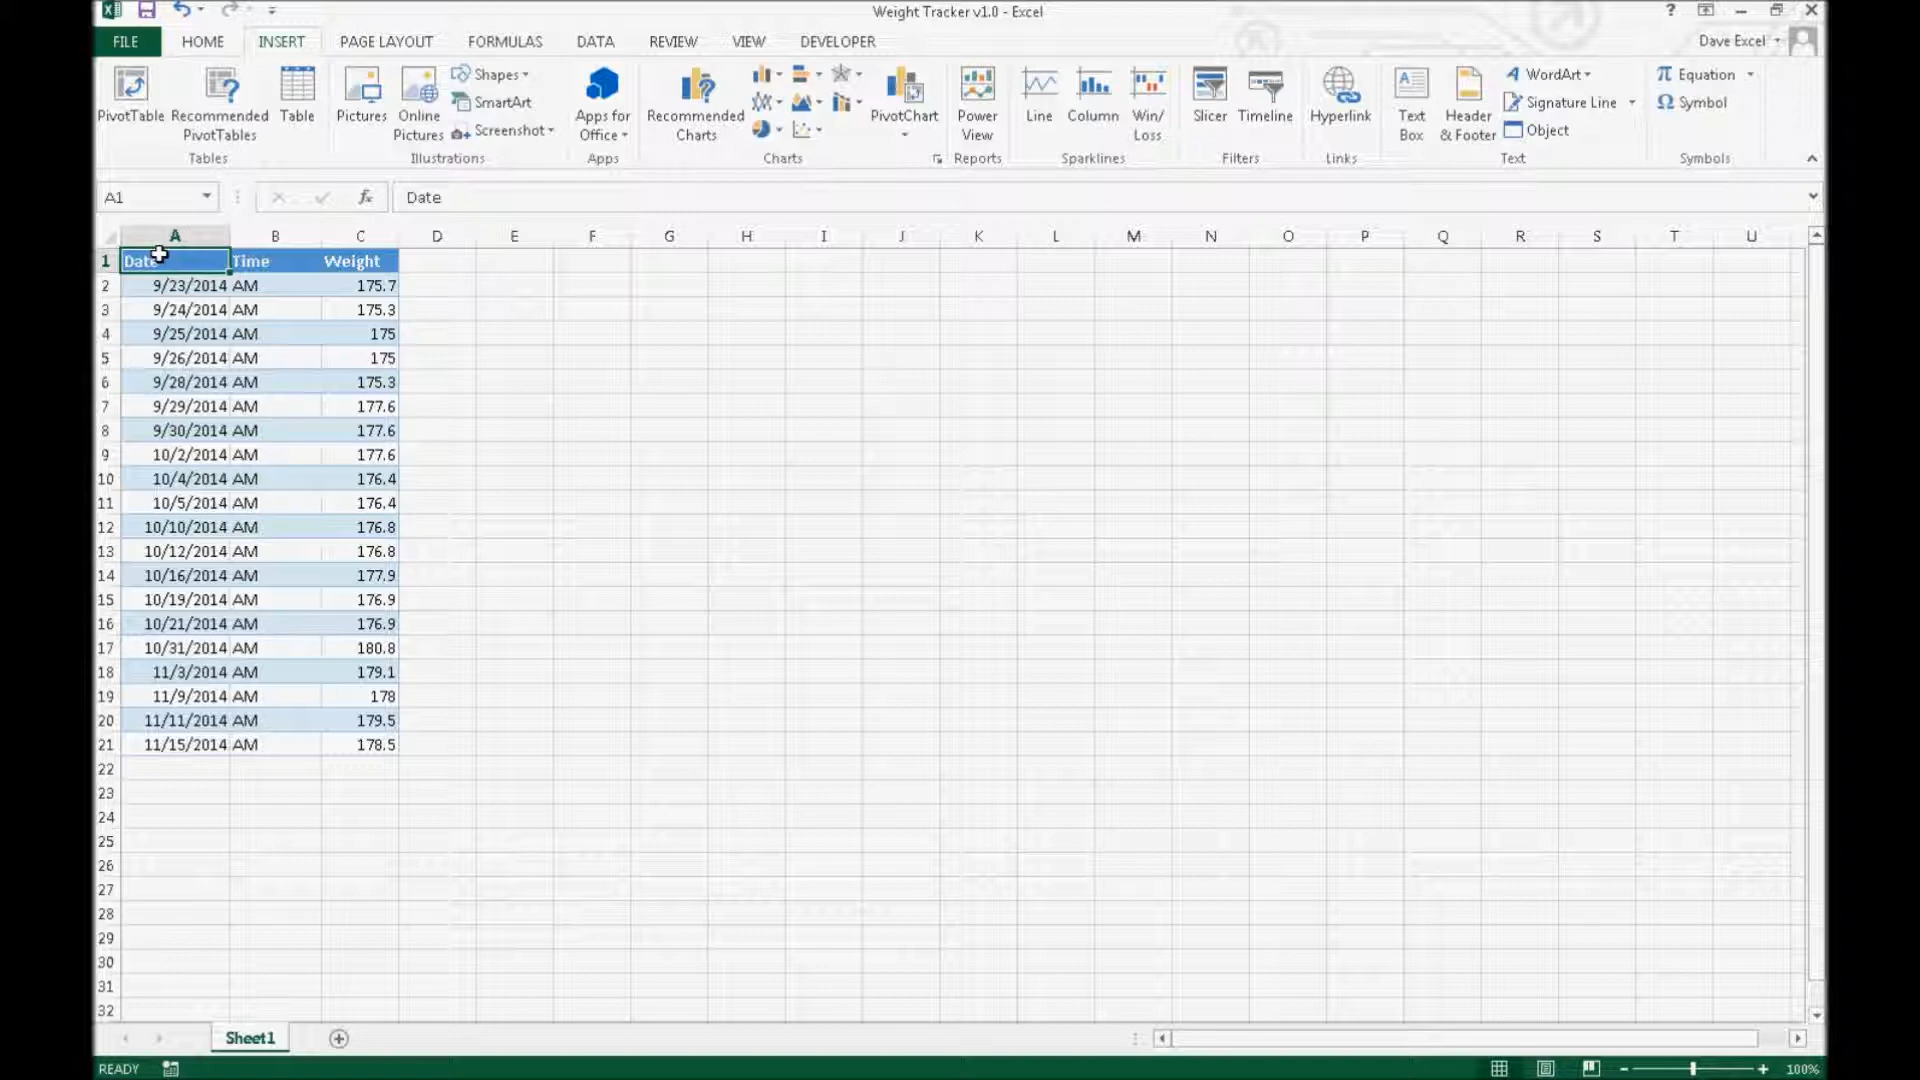 Weight Tracker v1.0 - Excel
FILE HOME INSERT PAGE LAYOUT FORMULAS DATA REVIEW VIEW DEVELOPER Dave Excel
PivotTable
Recommended PivotTables
Table
Tables
Pictures
Online Pictures
Shapes
SmartArt
Screenshot
Illustrations
Apps for Office
Apps
Recommended Charts
PivotChart
Charts
Power View
Reports
Line
Column
Win/Loss
Sparklines
Slicer
Timeline
Filters
Hyperlink
Links
Text Box
Header & Footer
WordArt
Signature Line
Object
Text
Equation
Symbol
Symbols
A1 fx Date
A B C D E F G H I J K L M N O P Q R S T U
1 Date Time Weight
2 9/23/2014 AM 175.7
3 9/24/2014 AM 175.3
4 9/25/2014 AM 175
5 9/26/2014 AM 175
6 9/28/2014 AM 175.3
7 9/29/2014 AM 177.6
8 9/30/2014 AM 177.6
9 10/2/2014 AM 177.6
10 10/4/2014 AM 176.4
11 10/5/2014 AM 176.4
12 10/10/2014 AM 176.8
13 10/12/2014 AM 176.8
14 10/16/2014 AM 177.9
15 10/19/2014 AM 176.9
16 10/21/2014 AM 176.9
17 10/31/2014 AM 180.8
18 11/3/2014 AM 179.1
19 11/9/2014 AM 178
20 11/11/2014 AM 179.5
21 11/15/2014 AM 178.5
22
23
24
25
26
27
28
29
30
31
32
Sheet1
READY 100%